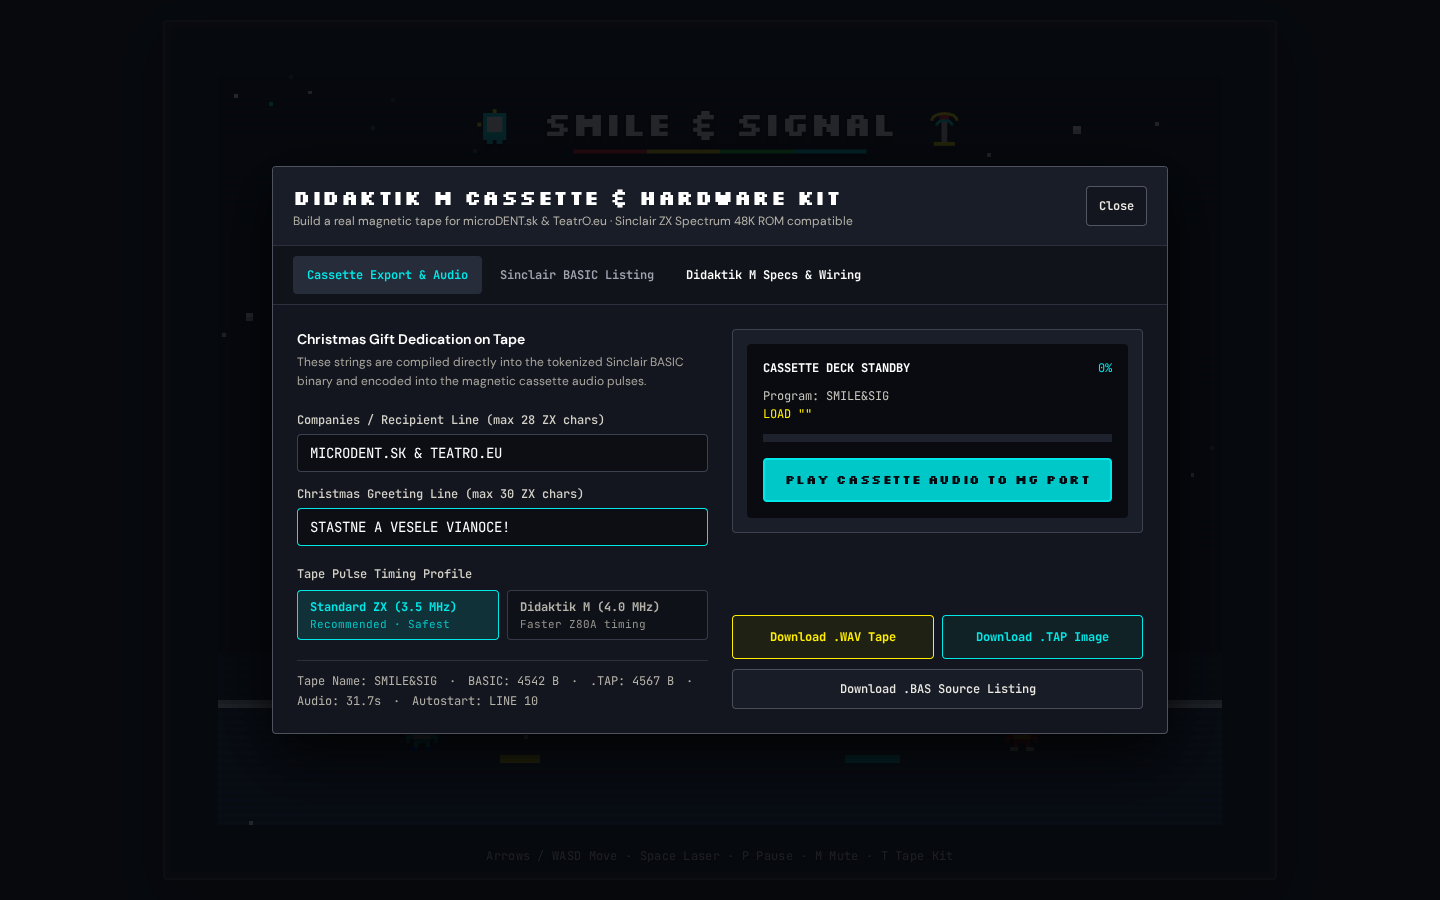 SMILE & SIGNAL
DIDAKTIK M CASSETTE & HARDWARE KIT
Build a real magnetic tape for microDENT.sk & TeatrO.eu · Sinclair ZX Spectrum 48K ROM compatible
Close
Cassette Export & Audio
Sinclair BASIC Listing
Didaktik M Specs & Wiring
Christmas Gift Dedication on Tape
These strings are compiled directly into the tokenized Sinclair BASIC
binary and encoded into the magnetic cassette audio pulses.
Companies / Recipient Line (max 28 ZX chars)
MICRODENT.SK & TEATRO.EU
Christmas Greeting Line (max 30 ZX chars)
STASTNE A VESELE VIANOCE!
Tape Pulse Timing Profile
Standard ZX (3.5 MHz)
Recommended · Safest
Didaktik M (4.0 MHz)
Faster Z80A timing
Tape Name: SMILE&SIG · BASIC: 4542 B · .TAP: 4567 B ·
Audio: 31.7s · Autostart: LINE 10
CASSETTE DECK STANDBY
0%
Program: SMILE&SIG
LOAD ""
PLAY CASSETTE AUDIO TO MG PORT
Download .WAV Tape
Download .TAP Image
Download .BAS Source Listing
Arrows / WASD Move · Space Laser · P Pause · M Mute · T Tape Kit